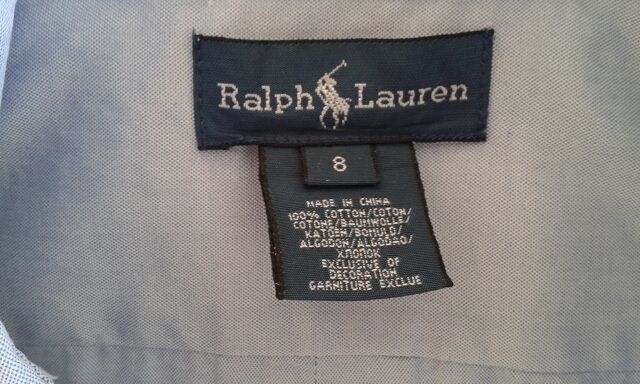 Ralph Lauren
8
MADE IN CHINA
100% COTTON/COTON/
COTONE/BAUMWOLLE/
KATOEN/BOMULD/
ALGODON/ALGODAO/
ХЛОПОК
EXCLUSIVE OF
DECORATION
GARNITURE EXCLUE